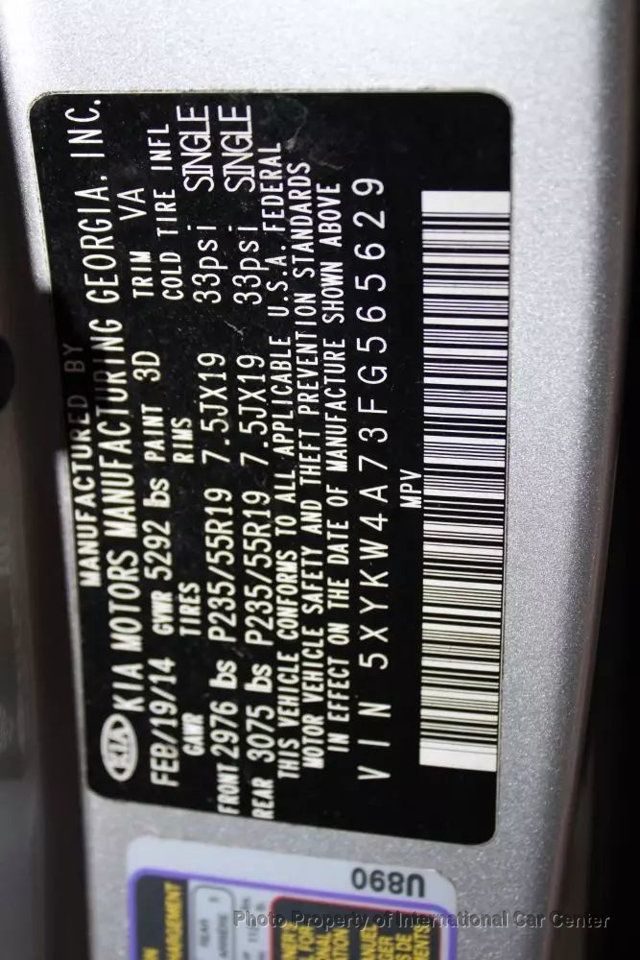 MANUFACTURED BY
KIA KIA MOTORS MANUFACTURING GEORGIA, INC.
FEB/19/14 GVWR 5292 lbs PAINT 3D TRIM VA
GAWR TIRES RIMS COLD TIRE INFL
FRONT 2976 lbs P235/55R19 7.5JX19 33psi SINGLE
REAR 3075 lbs P235/55R19 7.5JX19 33psi SINGLE
THIS VEHICLE CONFORMS TO ALL APPLICABLE U.S.A. FEDERAL
MOTOR VEHICLE SAFETY AND THEFT PREVENTION STANDARDS
IN EFFECT ON THE DATE OF MANUFACTURE SHOWN ABOVE
VIN 5XYKW4A73FG565629
MPV
U890
REAR
Photo Property of International Car Center